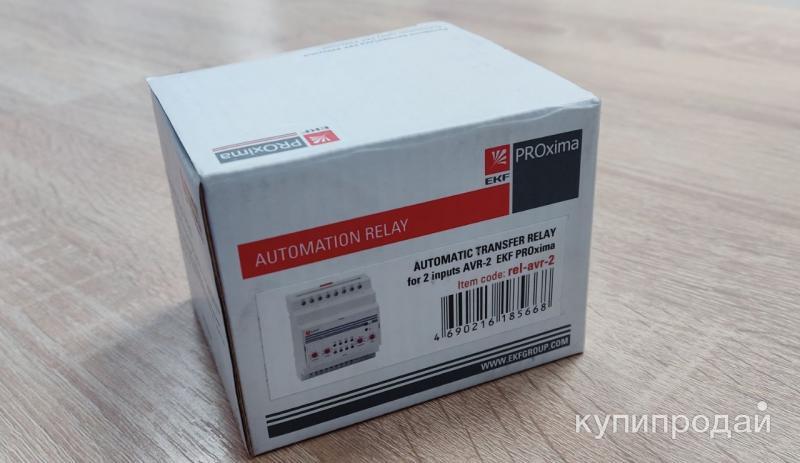 PROxima
EKF
EKF
PROxima
AUTOMATION RELAY
AUTOMATIC TRANSFER RELAY
for 2 inputs AVR-2 EKF PROxima
Item code: rel-avr-2
4 690216 185668
WWW.EKFGROUP.COM
купипродай